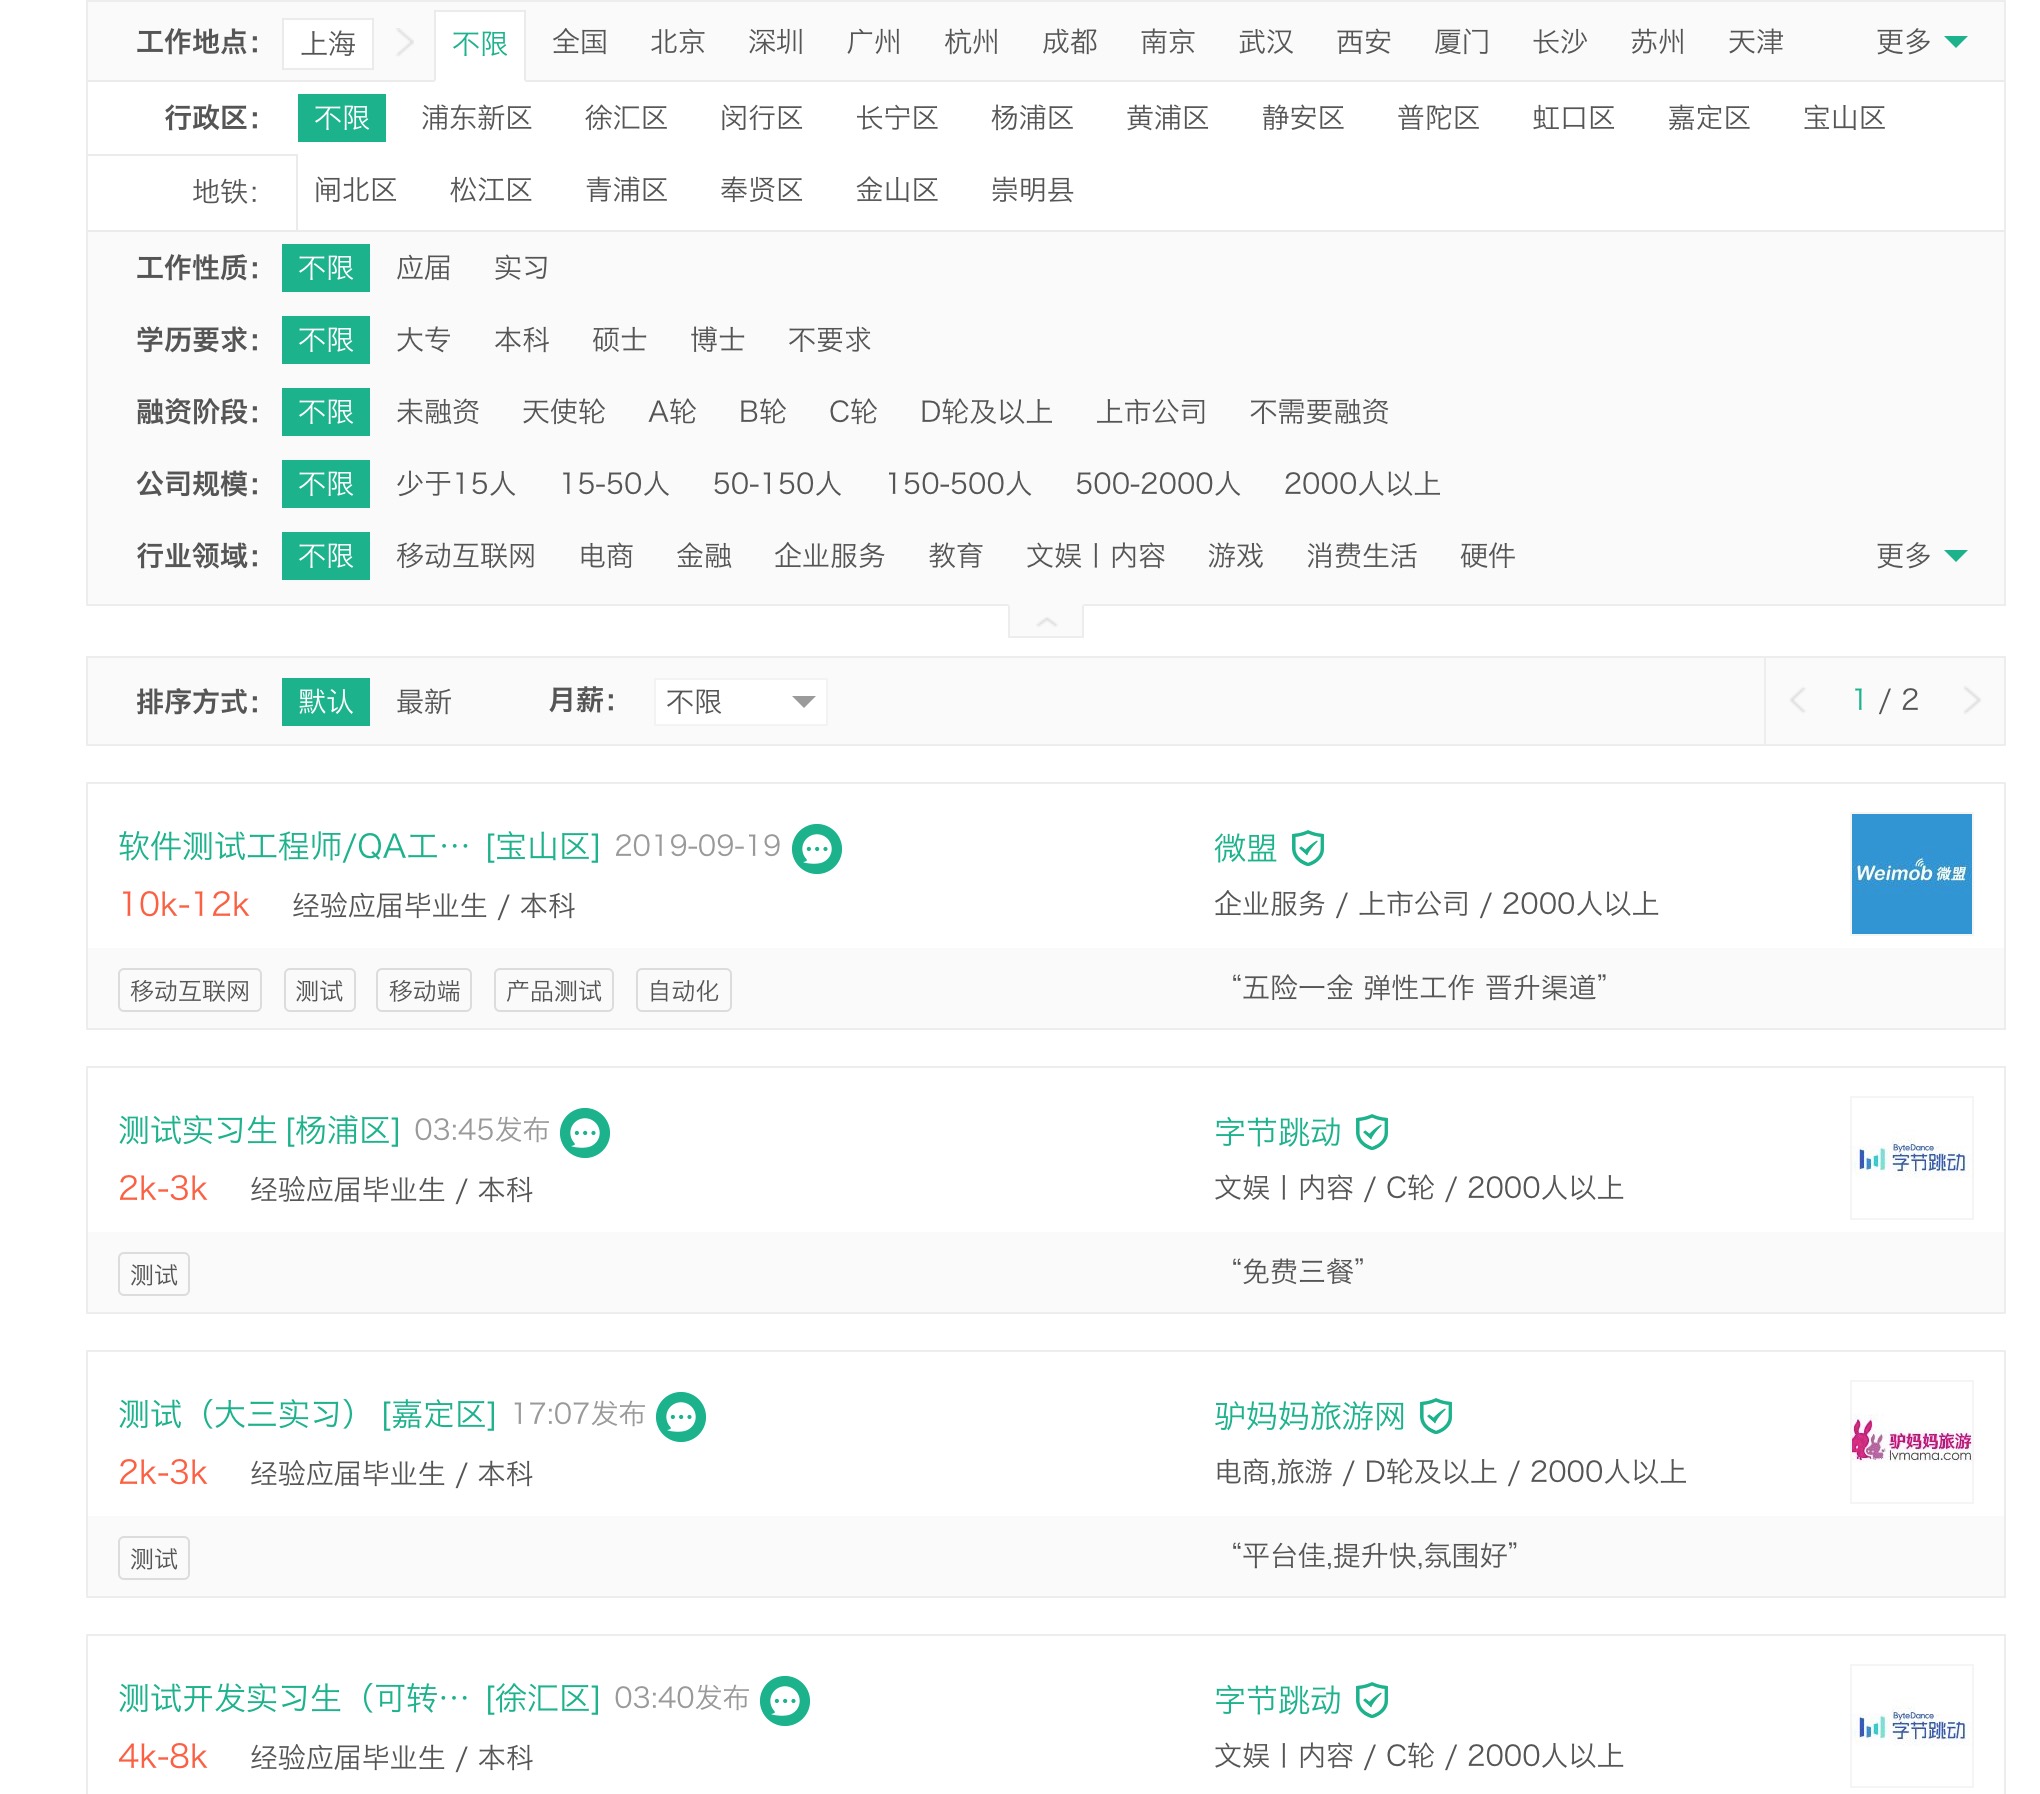 工作地点： 上海 不限 全国 北京 深圳 广州 杭州 成都 南京 武汉 西安 厦门 长沙 苏州 天津 更多
行政区： 不限 浦东新区 徐汇区 闵行区 长宁区 杨浦区 黄浦区 静安区 普陀区 虹口区 嘉定区 宝山区
地铁： 闸北区 松江区 青浦区 奉贤区 金山区 崇明县
工作性质： 不限 应届 实习
学历要求： 不限 大专 本科 硕士 博士 不要求
融资阶段： 不限 未融资 天使轮 A轮 B轮 C轮 D轮及以上 上市公司 不需要融资
公司规模： 不限 少于15人 15-50人 50-150人 150-500人 500-2000人 2000人以上
行业领域： 不限 移动互联网 电商 金融 企业服务 教育 文娱丨内容 游戏 消费生活 硬件 更多
排序方式： 默认 最新 月薪： 不限 1 / 2
软件测试工程师/QA工… [宝山区] 2019-09-19 微盟
10k-12k 经验应届毕业生 / 本科 企业服务 / 上市公司 / 2000人以上
Weimob 微盟
移动互联网 测试 移动端 产品测试 自动化 “五险一金 弹性工作 晋升渠道”
测试实习生 [杨浦区] 03:45发布 字节跳动
2k-3k 经验应届毕业生 / 本科 文娱丨内容 / C轮 / 2000人以上
ByteDance
字节跳动
测试 “免费三餐”
测试（大三实习） [嘉定区] 17:07发布 驴妈妈旅游网
2k-3k 经验应届毕业生 / 本科 电商,旅游 / D轮及以上 / 2000人以上
驴妈妈旅游
lvmama.com
测试 “平台佳,提升快,氛围好”
测试开发实习生（可转… [徐汇区] 03:40发布 字节跳动
4k-8k 经验应届毕业生 / 本科 文娱丨内容 / C轮 / 2000人以上
ByteDance
字节跳动